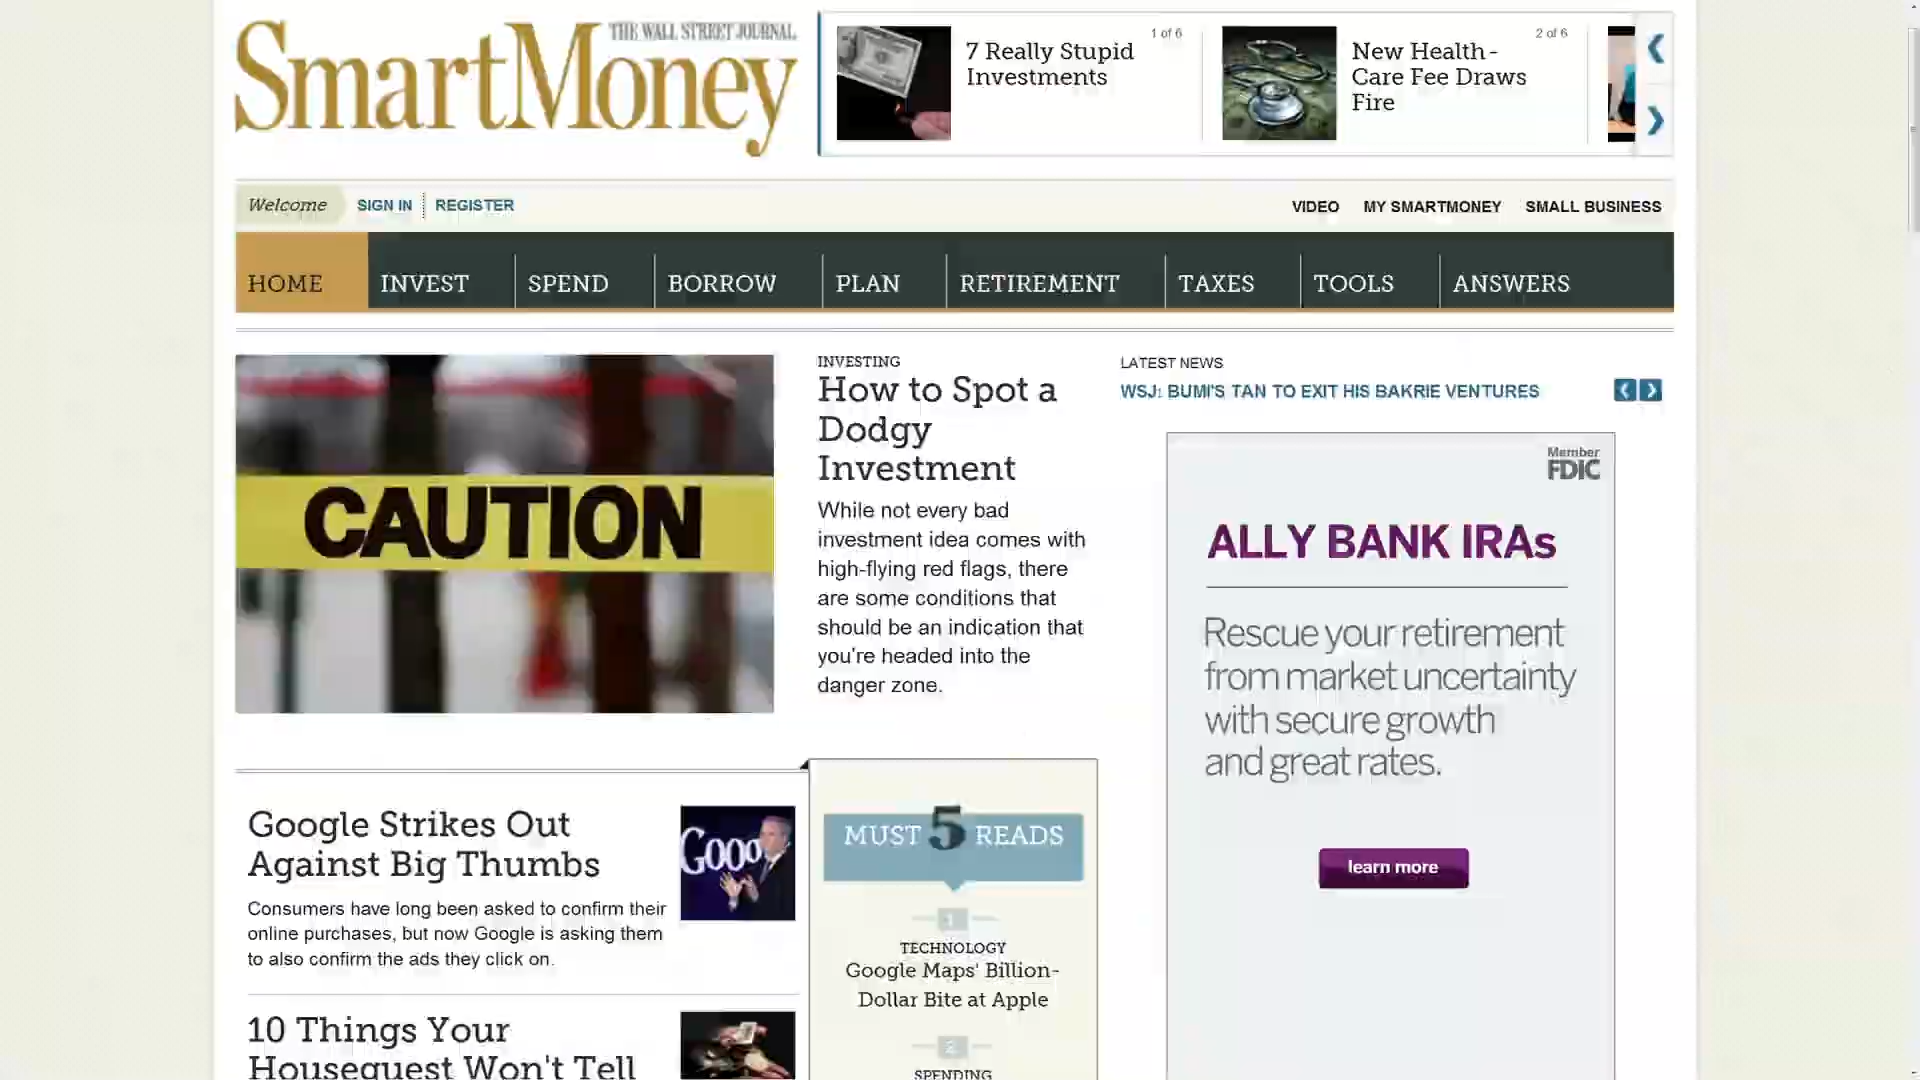 THE WALL STREET JOURNAL
SmartMoney
1 of 6
7 Really Stupid
Investments
2 of 6
New Health-
Care Fee Draws
Fire
Welcome
SIGN IN
REGISTER
VIDEO
MY SMARTMONEY
SMALL BUSINESS
HOME
INVEST
SPEND
BORROW
PLAN
RETIREMENT
TAXES
TOOLS
ANSWERS
CAUTION
INVESTING
How to Spot a
Dodgy
Investment
While not every bad
investment idea comes with
high-flying red flags, there
are some conditions that
should be an indication that
you're headed into the
danger zone.
LATEST NEWS
WSJ: BUMI'S TAN TO EXIT HIS BAKRIE VENTURES
Member
FDIC
ALLY BANK IRAs
Rescue your retirement
from market uncertainty
with secure growth
and great rates.
learn more
Google Strikes Out
Against Big Thumbs
Consumers have long been asked to confirm their
online purchases, but now Google is asking them
to also confirm the ads they click on.
Goo
10 Things Your
Houseguest Won't Tell
MUST 5 READS
1
TECHNOLOGY
Google Maps' Billion-
Dollar Bite at Apple
2
SPENDING